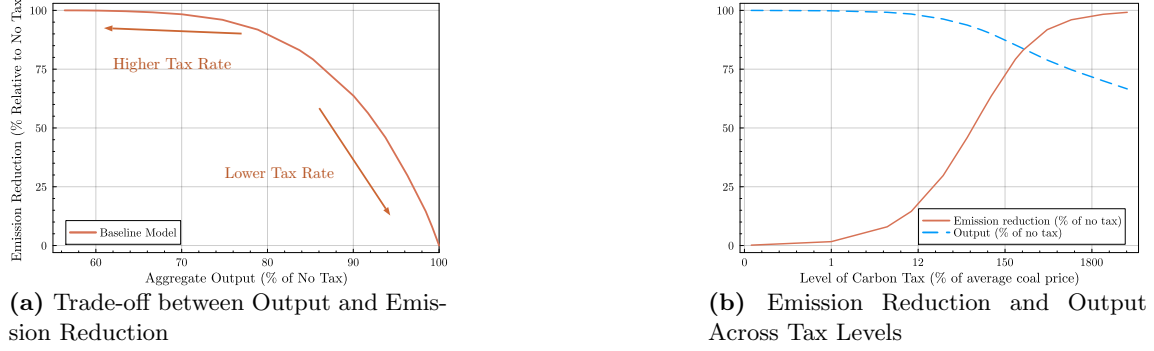 Emission Reduction (% Relative to No Tax
100
75
50
25
0
Higher Tax Rate
Lower Tax Rate
Baseline Model
60
70
80
90
100
Aggregate Output (% of No Tax)
(a) Trade-off between Output and Emis-
sion Reduction
100
75
50
25
0
Emission reduction (% of no tax)
Output (% of no tax)
0
1
12
150
1800
Level of Carbon Tax (% of average coal price)
(b) Emission Reduction and Output
Across Tax Levels